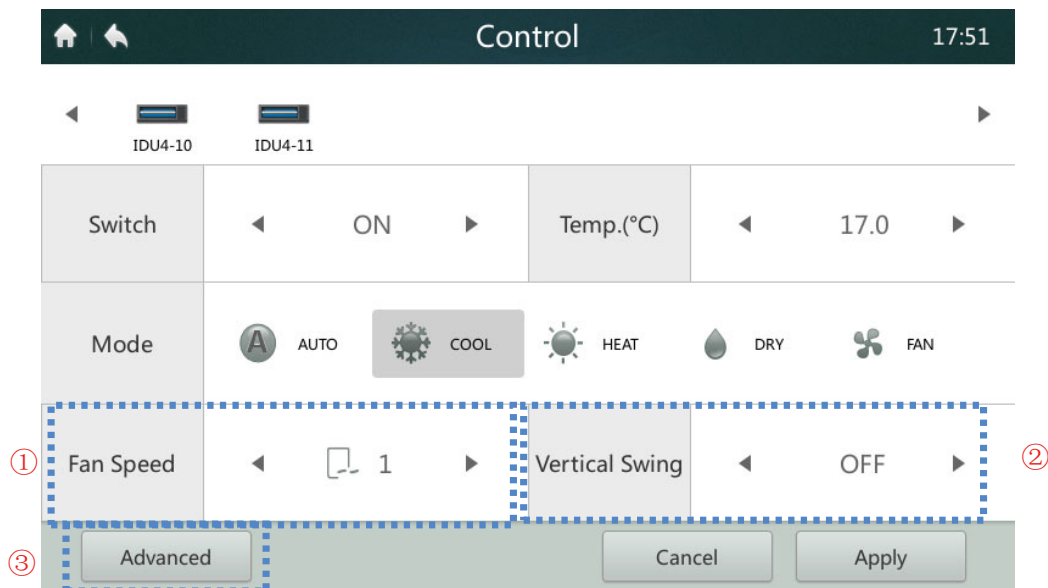 Control 17:51
IDU4-10 IDU4-11
Switch ON Temp.(°C) 17.0
Mode A AUTO COOL HEAT DRY FAN
① Fan Speed 1 Vertical Swing OFF ②
③ Advanced Cancel Apply